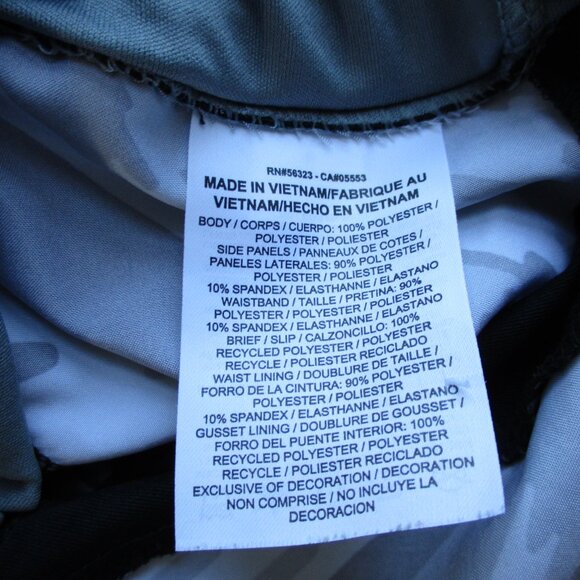 RN#56323 - CA#05553
MADE IN VIETNAM/FABRIQUE AU
VIETNAM/HECHO EN VIETNAM
BODY / CORPS / CUERPO: 100% POLYESTER /
POLYESTER / POLIESTER
SIDE PANELS / PANNEAUX DE COTES /
PANELES LATERALES: 90% POLYESTER /
POLYESTER / POLIESTER
10% SPANDEX / ELASTHANNE / ELASTANO
WAISTBAND / TAILLE / PRETINA: 90%
POLYESTER / POLYESTER / POLIESTER
10% SPANDEX / ELASTHANNE / ELASTANO
BRIEF / SLIP / CALZONCILLO: 100%
RECYCLED POLYESTER / POLYESTER
RECYCLE / POLIESTER RECICLADO
WAIST LINING / DOUBLURE DE TAILLE /
FORRO DE LA CINTURA: 90% POLYESTER /
POLYESTER / POLIESTER
10% SPANDEX / ELASTHANNE / ELASTANO
GUSSET LINING / DOUBLURE DE GOUSSET /
FORRO DEL PUENTE INTERIOR: 100%
RECYCLED POLYESTER / POLYESTER
RECYCLE / POLIESTER RECICLADO
EXCLUSIVE OF DECORATION / DECORATION
NON COMPRISE / NO INCLUYE LA
DECORACION